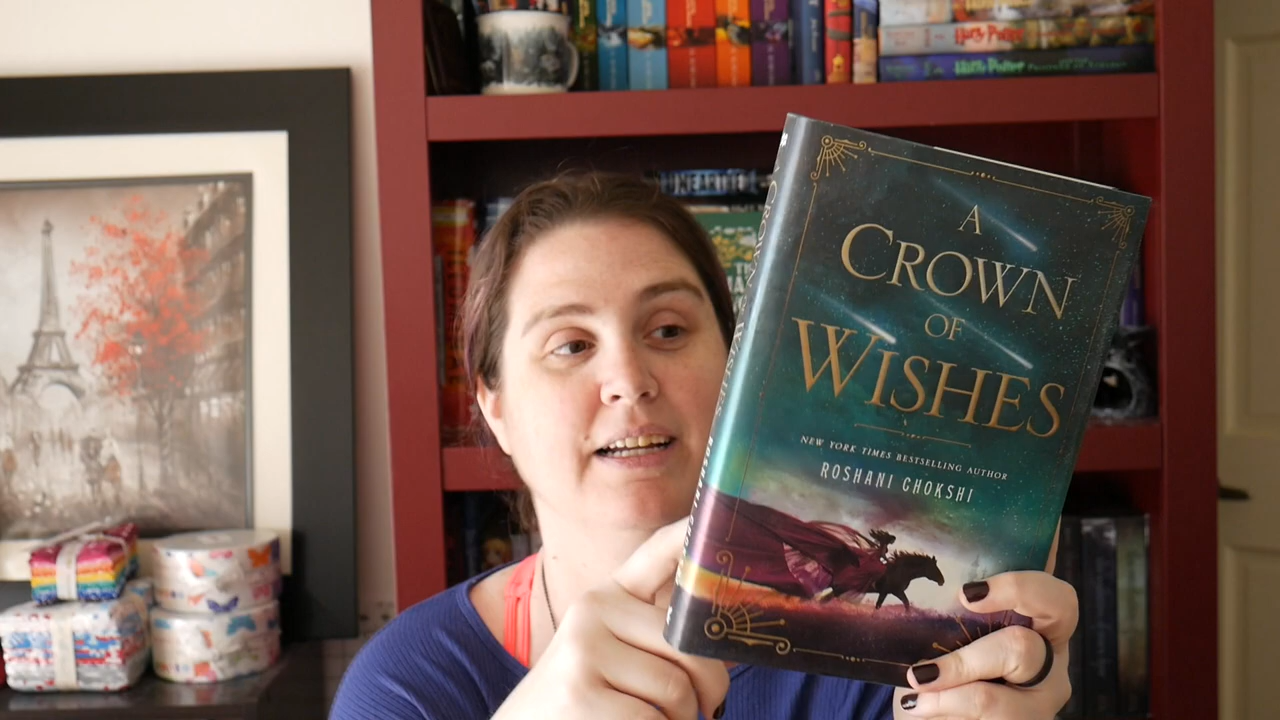 Harry Potter
Harry Potter
A
CROWN
OF
WISHES
NEW YORK TIMES BESTSELLING AUTHOR
ROSHANI CHOKSHI